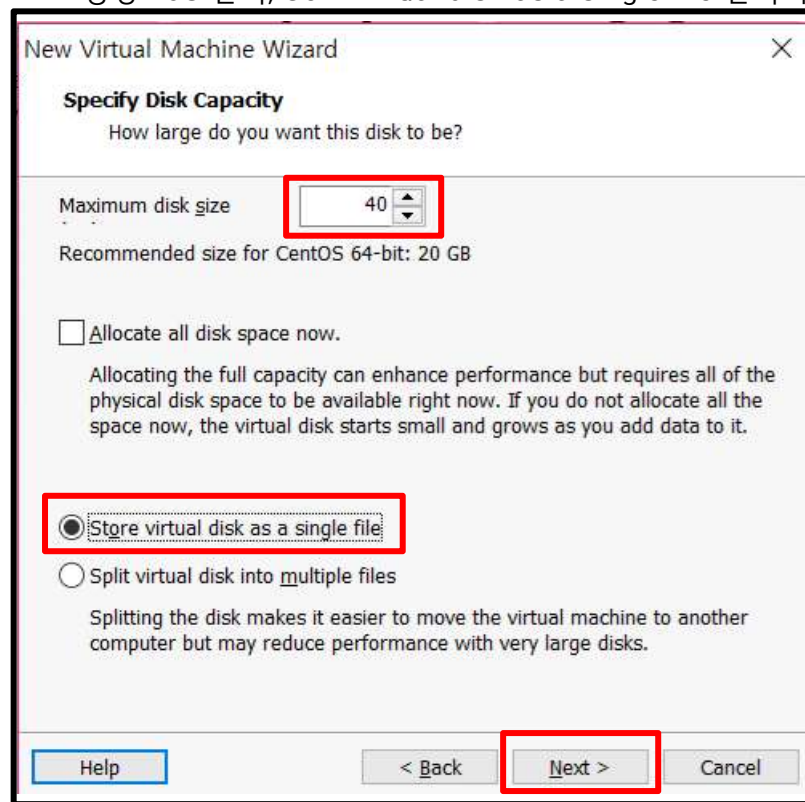 New Virtual Machine Wizard
Specify Disk Capacity
How large do you want this disk to be?
Maximum disk size
40
Recommended size for CentOS 64-bit: 20 GB
Allocate all disk space now.
Allocating the full capacity can enhance performance but requires all of the
physical disk space to be available right now. If you do not allocate all the
space now, the virtual disk starts small and grows as you add data to it.
Store virtual disk as a single file
Split virtual disk into multiple files
Splitting the disk makes it easier to move the virtual machine to another
computer but may reduce performance with very large disks.
Help
< Back
Next >
Cancel